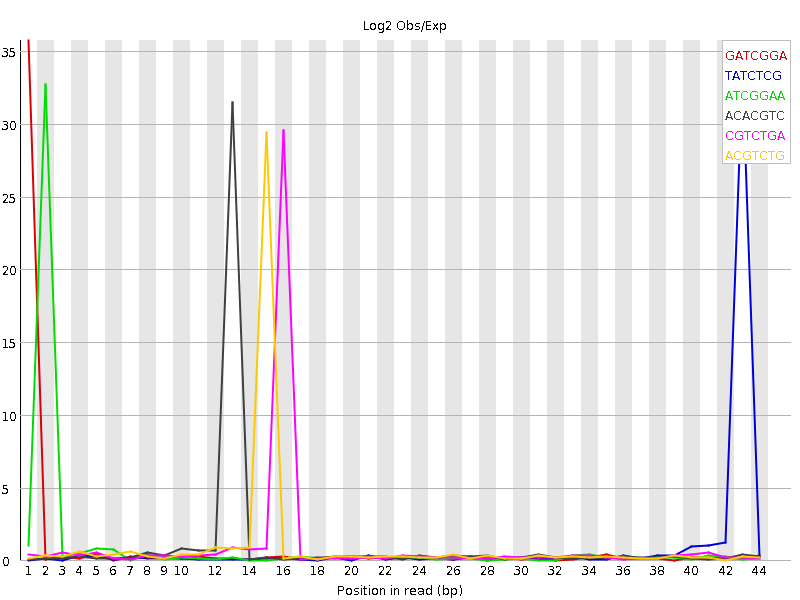 Log2 Obs/Exp
35
30
25
20
15
10
5
0
GATCGGA
TATCTCG
ATCGGAA
ACACGTC
CGTCTGA
ACGTCTG
1 2 3 4 5 6 7 8 9 10 12 14 16 18 20 22 24 26 28 30 32 34 36 38 40 42 44
Position in read (bp)